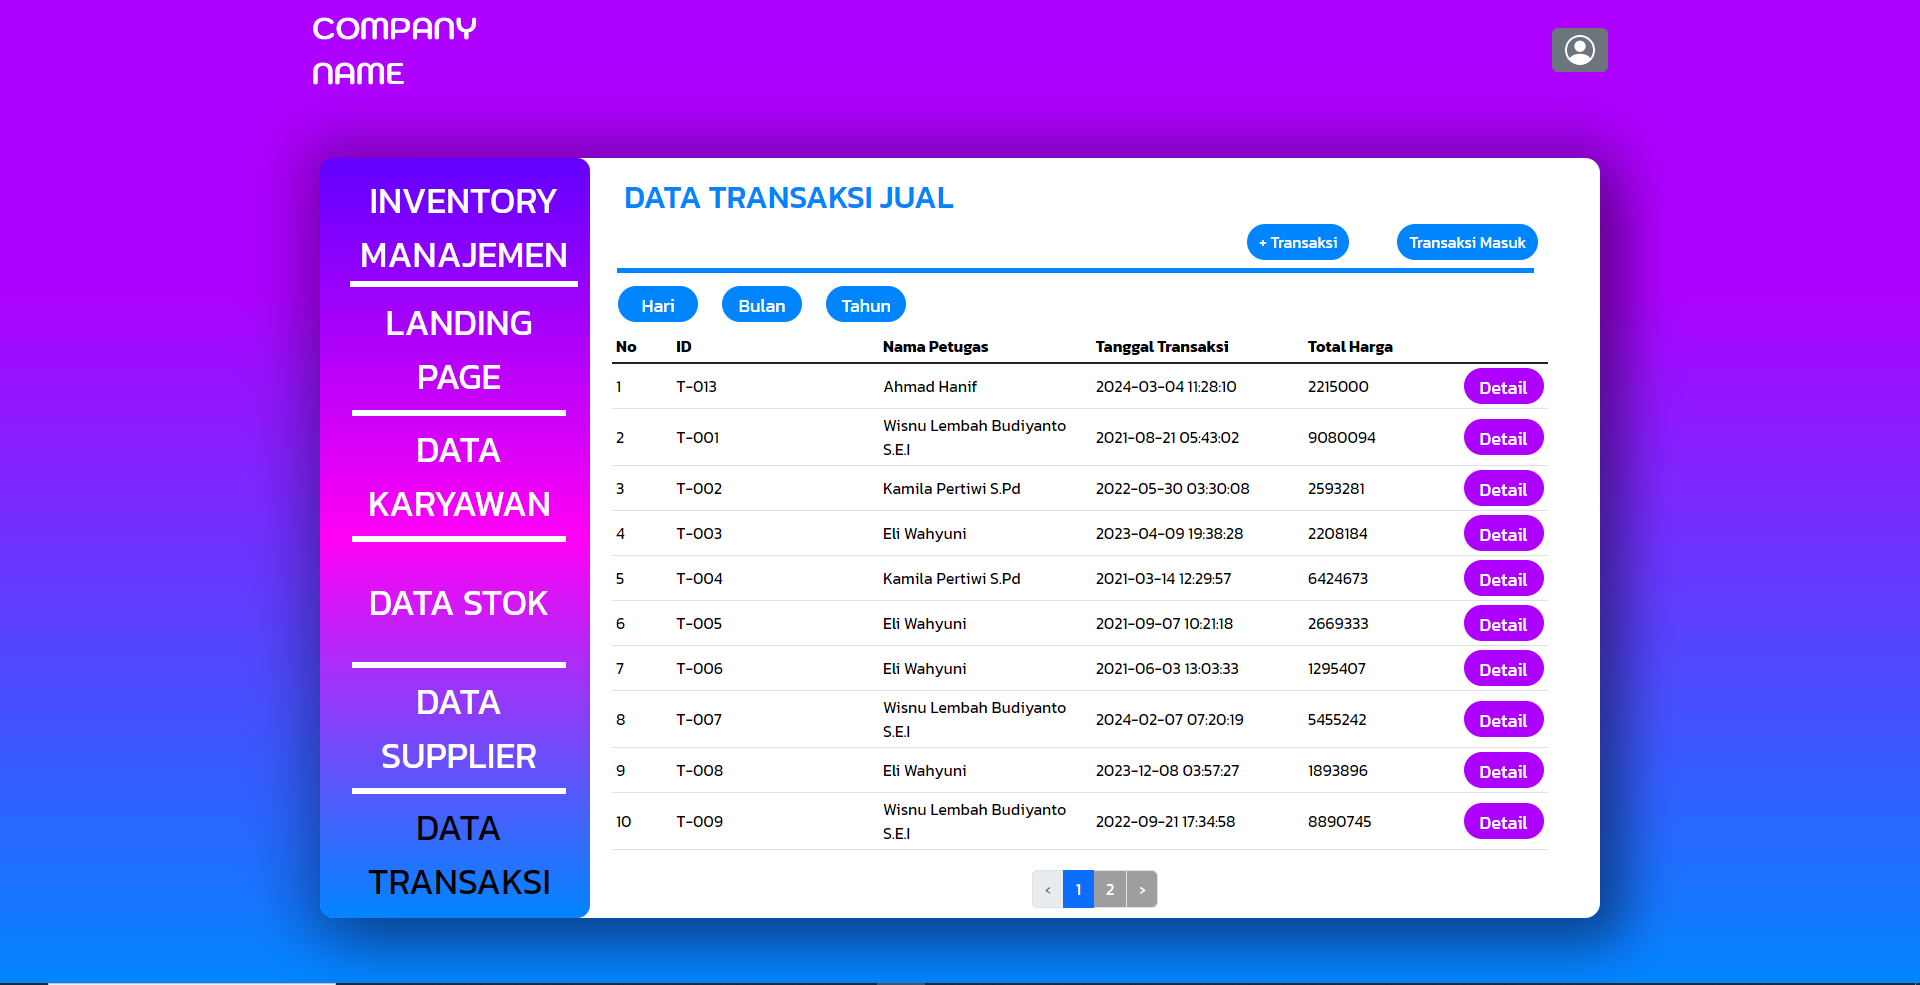 COMPANY
NAME
INVENTORY
MANAJEMEN
LANDING
PAGE
DATA
KARYAWAN
DATA STOK
DATA
SUPPLIER
DATA
TRANSAKSI
DATA TRANSAKSI JUAL
+ Transaksi Transaksi Masuk
Hari Bulan Tahun
No ID Nama Petugas Tanggal Transaksi Total Harga
1 T-013 Ahmad Hanif 2024-03-04 11:28:10 2215000 Detail
2 T-001 Wisnu Lembah Budiyanto S.E.I 2021-08-21 05:43:02 9080094 Detail
3 T-002 Kamila Pertiwi S.Pd 2022-05-30 03:30:08 2593281 Detail
4 T-003 Eli Wahyuni 2023-04-09 19:38:28 2208184 Detail
5 T-004 Kamila Pertiwi S.Pd 2021-03-14 12:29:57 6424673 Detail
6 T-005 Eli Wahyuni 2021-09-07 10:21:18 2669333 Detail
7 T-006 Eli Wahyuni 2021-06-03 13:03:33 1295407 Detail
8 T-007 Wisnu Lembah Budiyanto S.E.I 2024-02-07 07:20:19 5455242 Detail
9 T-008 Eli Wahyuni 2023-12-08 03:57:27 1893896 Detail
10 T-009 Wisnu Lembah Budiyanto S.E.I 2022-09-21 17:34:58 8890745 Detail
‹ 1 2 ›